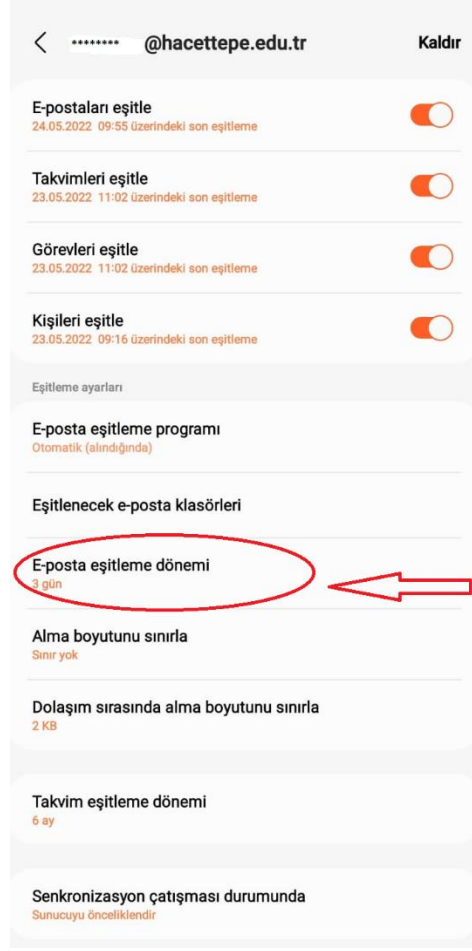 ******** @hacettepe.edu.tr Kaldır
E-postaları eşitle
24.05.2022 09:55 üzerindeki son eşitleme
Takvimleri eşitle
23.05.2022 11:02 üzerindeki son eşitleme
Görevleri eşitle
23.05.2022 11:02 üzerindeki son eşitleme
Kişileri eşitle
23.05.2022 09:16 üzerindeki son eşitleme
Eşitleme ayarları
E-posta eşitleme programı
Otomatik (alındığında)
Eşitlenecek e-posta klasörleri
E-posta eşitleme dönemi
3 gün
Alma boyutunu sınırla
Sınır yok
Dolaşım sırasında alma boyutunu sınırla
2 KB
Takvim eşitleme dönemi
6 ay
Senkronizasyon çatışması durumunda
Sunucuyu önceliklendir